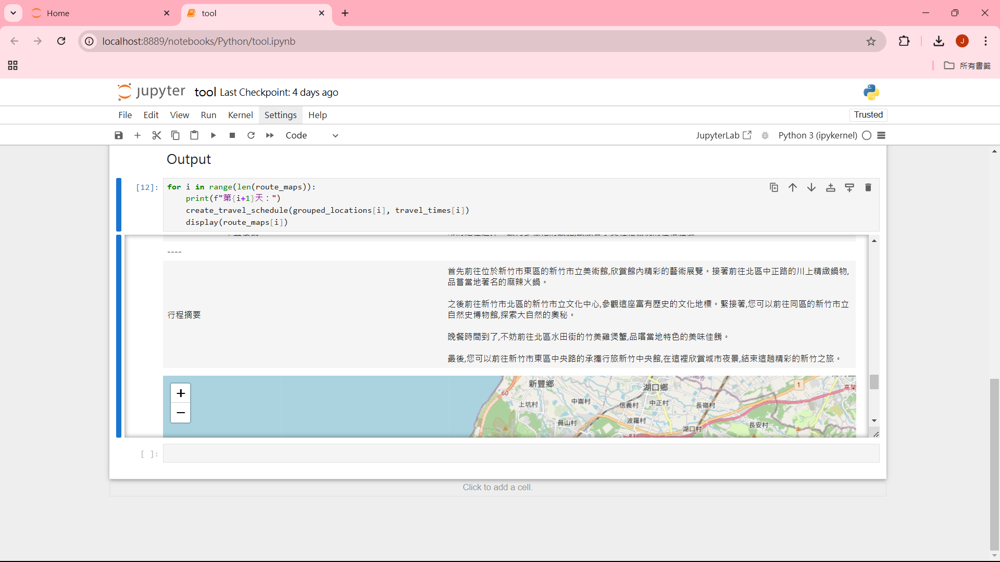 Home
tool
localhost:8889/notebooks/Python/tool.ipynb
J
所有書籤
jupyter tool Last Checkpoint: 4 days ago
File Edit View Run Kernel Settings Help
Trusted
Code
JupyterLab
Python 3 (ipykernel)
Output
[12]:
for i in range(len(route_maps)):
print(f"第{i+1}天：")
create_travel_schedule(grouped_locations[i], travel_times[i])
display(route_maps[i])
----
行程摘要
首先前往位於新竹市東區的新竹市立美術館,欣賞館內精彩的藝術展覽。接著前往北區中正路的川上精緻鍋物,
品嘗當地著名的麻辣火鍋。
之後前往新竹市北區的新竹市立文化中心,參觀這座富有歷史的文化地標。緊接著,您可以前往同區的新竹市立
自然史博物館,探索大自然的奧秘。
晚餐時間到了,不妨前往北區水田街的竹美雞煲蟹,品嚐當地特色的美味佳餚。
最後,您可以前往新竹市東區中央路的承攜行旅新竹中央館,在這裡欣賞城市夜景,結束這趟精彩的新竹之旅。
+
−
新豐鄉
湖口鄉
1
高架
60
上坑村
中崙村
信義村
中正村
長嶺村
員山村
波羅村
湖口村
長安村
[ ]:
Click to add a cell.